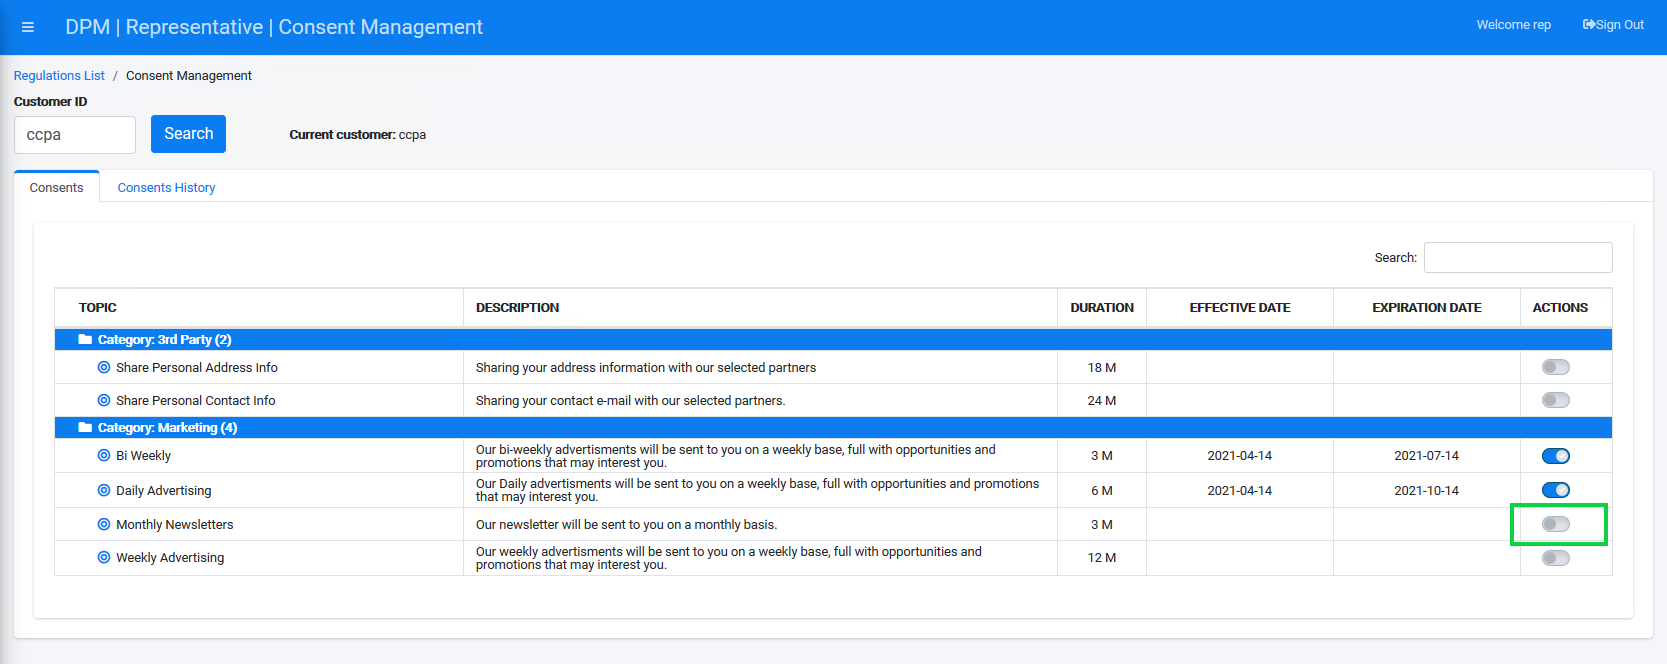 DPM | Representative | Consent Management
Welcome rep
Sign Out
Regulations List / Consent Management
Customer ID
ccpa
Search
Current customer: ccpa
Consents
Consents History
Search:
TOPIC DESCRIPTION DURATION EFFECTIVE DATE EXPIRATION DATE ACTIONS
Category: 3rd Party (2)
Share Personal Address Info Sharing your address information with our selected partners 18 M
Share Personal Contact Info Sharing your contact e-mail with our selected partners. 24 M
Category: Marketing (4)
Bi Weekly Our bi-weekly advertisments will be sent to you on a weekly base, full with opportunities and
promotions that may interest you. 3 M 2021-04-14 2021-07-14
Daily Advertising Our Daily advertisments will be sent to you on a weekly base, full with opportunities and promotions
that may interest you. 6 M 2021-04-14 2021-10-14
Monthly Newsletters Our newsletter will be sent to you on a monthly basis. 3 M
Weekly Advertising Our weekly advertisments will be sent to you on a weekly base, full with opportunities and
promotions that may interest you. 12 M